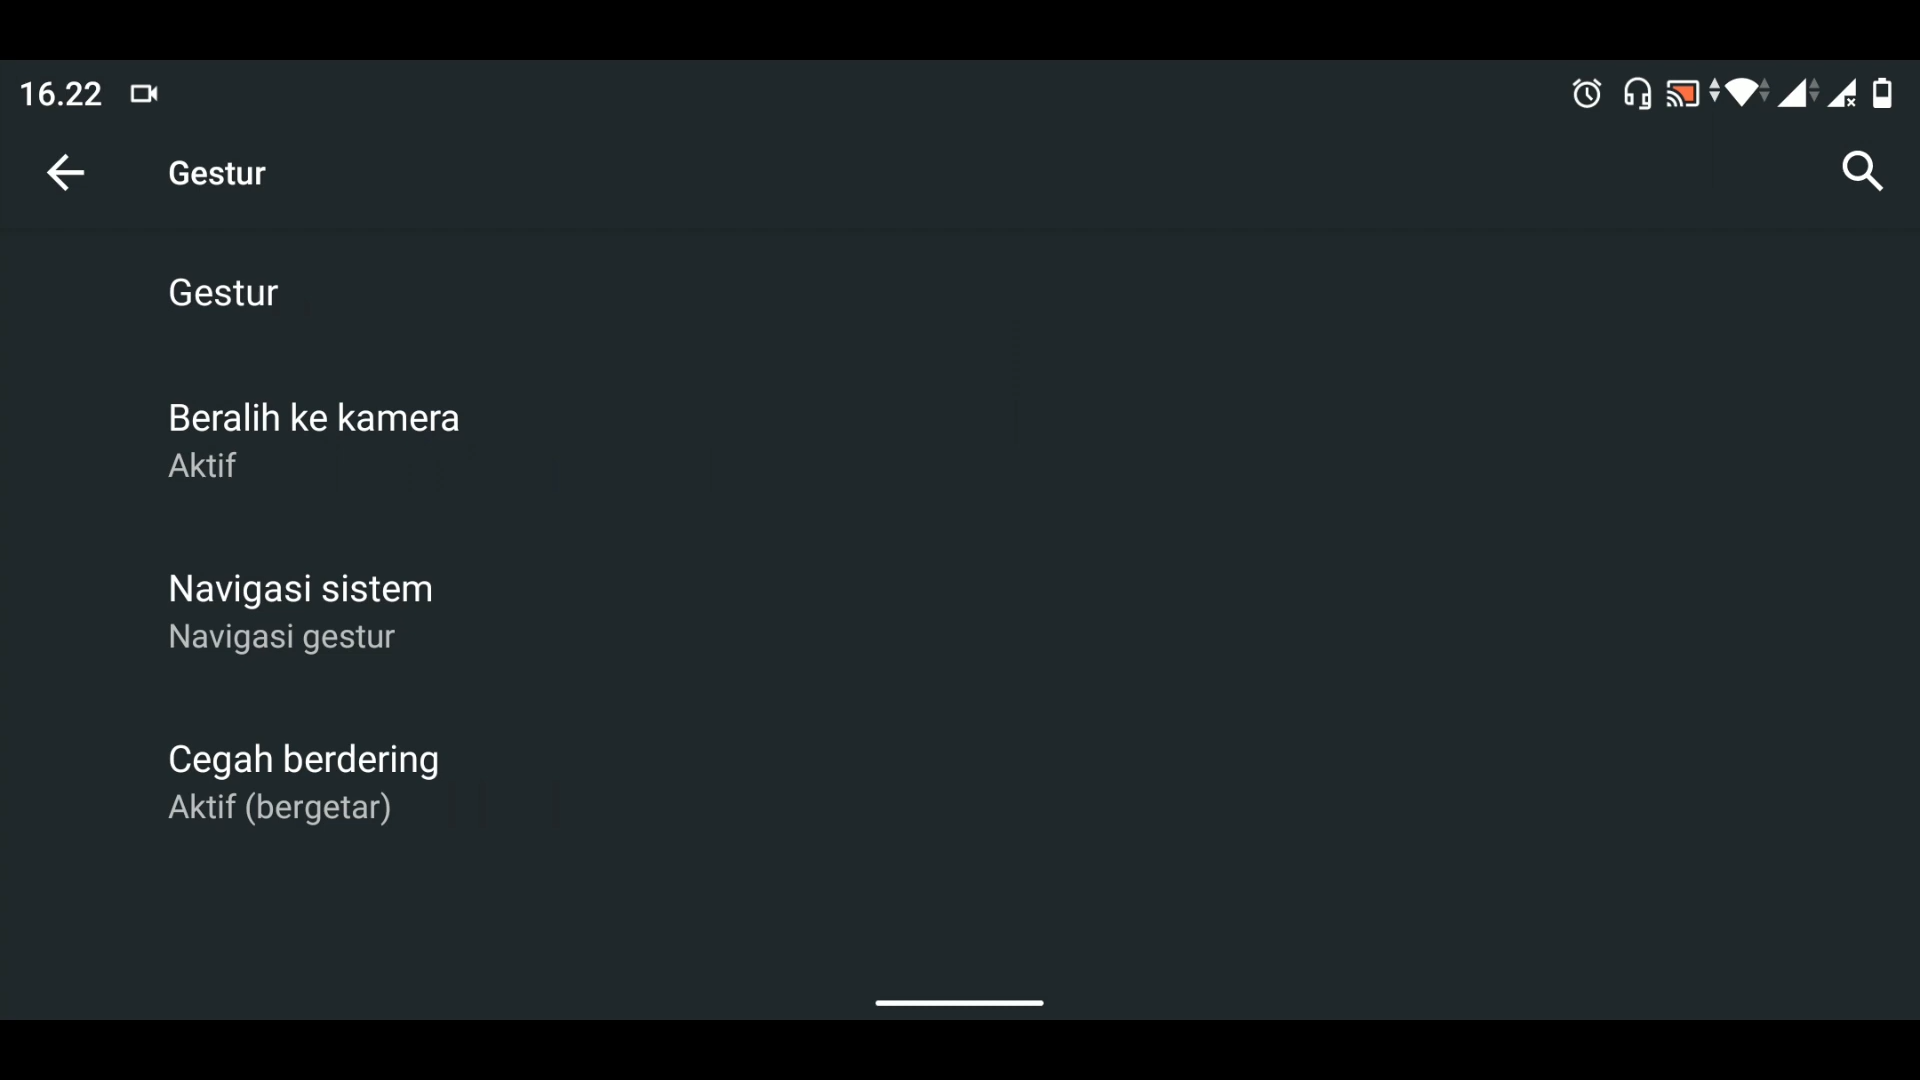 16.22
Gestur
Gestur
Beralih ke kamera
Aktif
Navigasi sistem
Navigasi gestur
Cegah berdering
Aktif (bergetar)